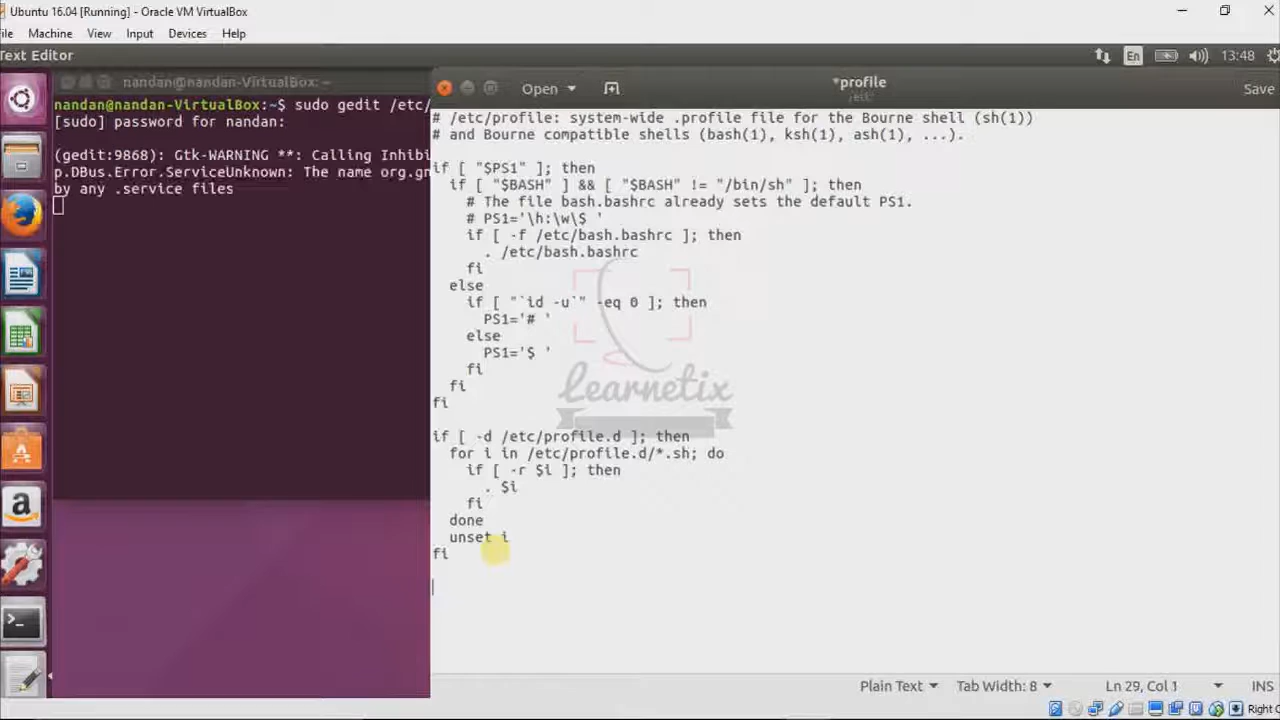 Ubuntu 16.04 [Running] - Oracle VM VirtualBox
ile Machine View Input Devices Help
Text Editor
En
13:48
nandan@nandan-VirtualBox: ~
Open
*profile
/etc
Save
nandan@nandan-VirtualBox:~$ sudo gedit /etc/
[sudo] password for nandan:
(gedit:9868): Gtk-WARNING **: Calling Inhibi
p.DBus.Error.ServiceUnknown: The name org.gn
by any .service files
# /etc/profile: system-wide .profile file for the Bourne shell (sh(1))
# and Bourne compatible shells (bash(1), ksh(1), ash(1), ...).
if [ "$PS1" ]; then
if [ "$BASH" ] && [ "$BASH" != "/bin/sh" ]; then
# The file bash.bashrc already sets the default PS1.
# PS1='\h:\w\$ '
if [ -f /etc/bash.bashrc ]; then
. /etc/bash.bashrc
fi
else
if [ "`id -u`" -eq 0 ]; then
PS1='# '
else
PS1='$ '
fi
fi
fi
if [ -d /etc/profile.d ]; then
for i in /etc/profile.d/*.sh; do
if [ -r $i ]; then
. $i
fi
done
unset i
fi
Learnetix
Plain Text
Tab Width: 8
Ln 29, Col 1
INS
Right C